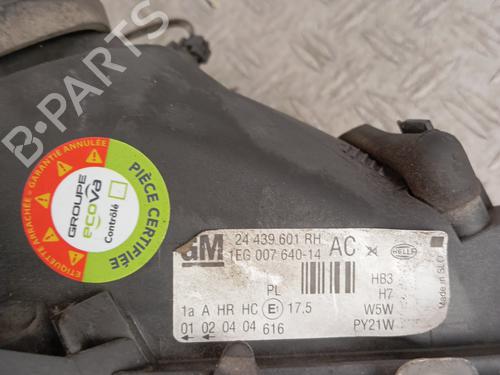 B-PARTS
ÉTIQUETTE ARRACHÉE = GARANTIE ANNULÉE
GROUPE
ecova
Contrôlé
PIÈCE CERTIFIÉE
GM
24 439 601 RH
1EG 007 640-14
AC
HELLA
Made in SLO
PL
HB3
H7
1a A HR HC E1 17.5
W5W
01 02 04 04 616
PY21W